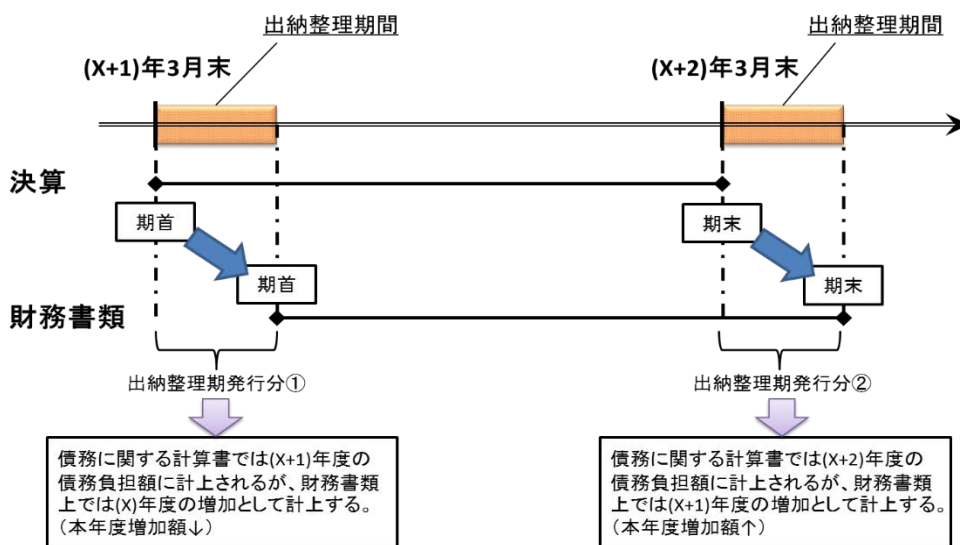 出納整理期間
出納整理期間
(X+1)年3月末
(X+2)年3月末
決算
期首
期末
期首
期末
財務書類
出納整理期発行分①
出納整理期発行分②
債務に関する計算書では(X+1)年度の
債務負担額に計上されるが、財務書類
上では(X)年度の増加として計上する。
(本年度増加額↓)
債務に関する計算書では(X+2)年度の
債務負担額に計上されるが、財務書類
上では(X+1)年度の増加として計上する。
(本年度増加額↑)